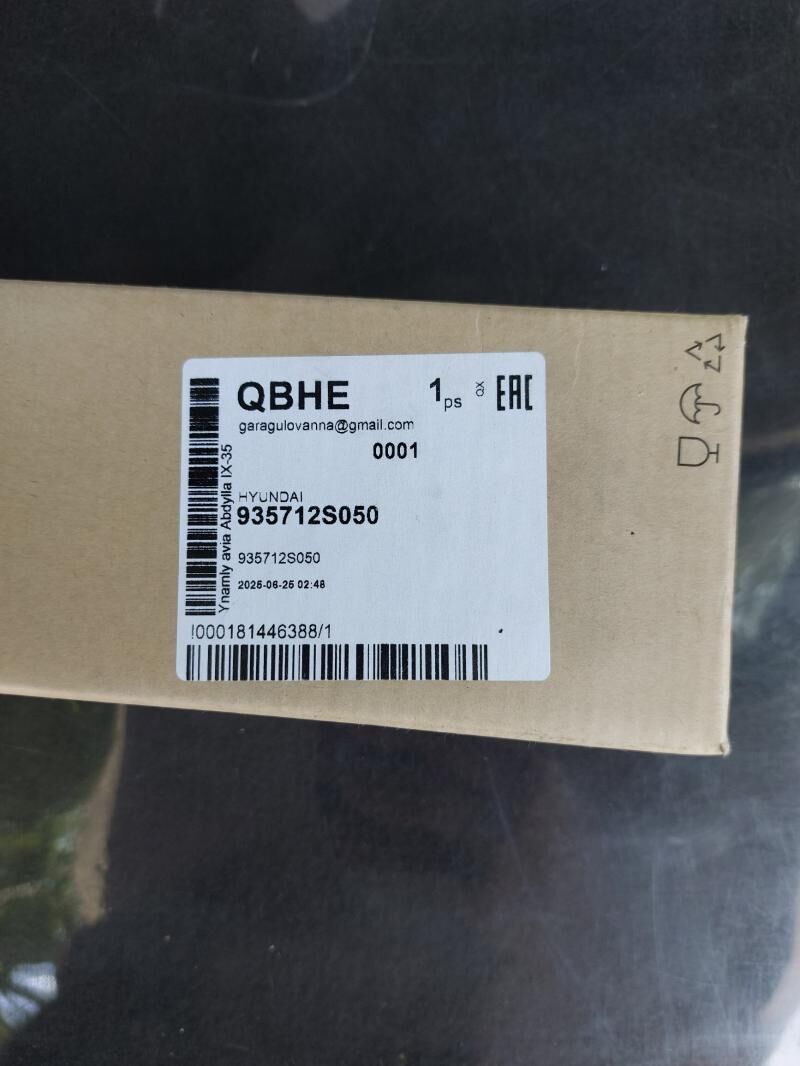 QBHE
1ps
QX
EAC
garagulovanna@gmail.com
0001
Ynamly avia Abdylla IX-35
HYUNDAI
935712S050
935712S050
2025-06-25 02:48
!000181446388/1